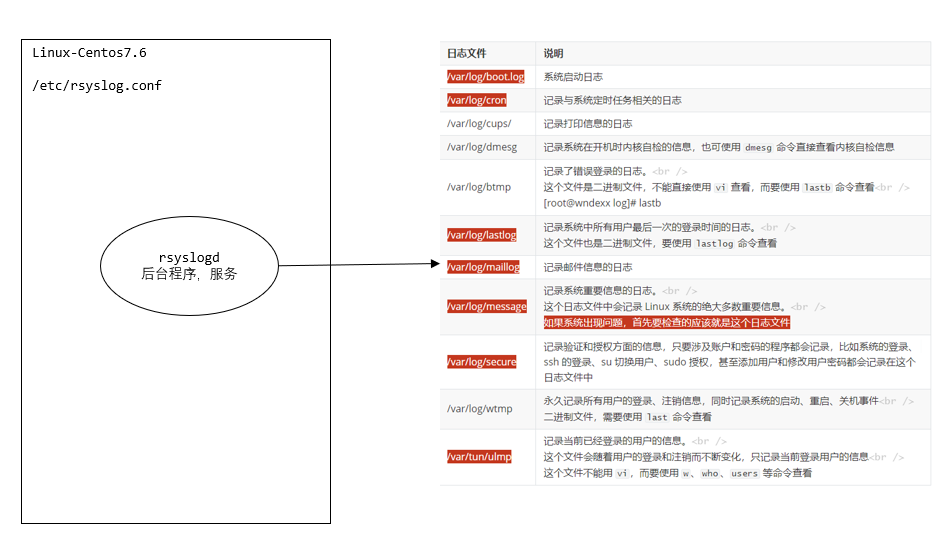 Linux-Centos7.6
/etc/rsyslog.conf
rsyslogd
后台程序，服务
日志文件 说明
/var/log/boot.log 系统启动日志
/var/log/cron 记录与系统定时任务相关的日志
/var/log/cups/ 记录打印信息的日志
/var/log/dmesg 记录系统在开机时内核自检的信息，也可使用 dmesg 命令直接查看内核自检信息
/var/log/btmp 记录了错误登录的日志。<br />
这个文件是二进制文件，不能直接使用 vi 查看，而要使用 lastb 命令查看<br />
[root@wndexx log]# lastb
/var/log/lastlog 记录系统中所有用户最后一次的登录时间的日志。<br />
这个文件也是二进制文件，要使用 lastlog 命令查看
/var/log/maillog 记录邮件信息的日志
/var/log/message 记录系统重要信息的日志。<br />
这个日志文件中会记录 Linux 系统的绝大多数重要信息。<br />
如果系统出现问题，首先要检查的应该就是这个日志文件
/var/log/secure 记录验证和授权方面的信息，只要涉及账户和密码的程序都会记录，比如系统的登录、
ssh 的登录、su 切换用户、sudo 授权，甚至添加用户和修改用户密码都会记录在这个
日志文件中
/var/log/wtmp 永久记录所有用户的登录、注销信息，同时记录系统的启动、重启、关机事件<br />
二进制文件，需要使用 last 命令查看
/var/tun/ulmp 记录当前已经登录的用户的信息。<br />
这个文件会随着用户的登录和注销而不断变化，只记录当前登录用户的信息<br />
这个文件不能用 vi，而要使用 w、who、users 等命令查看